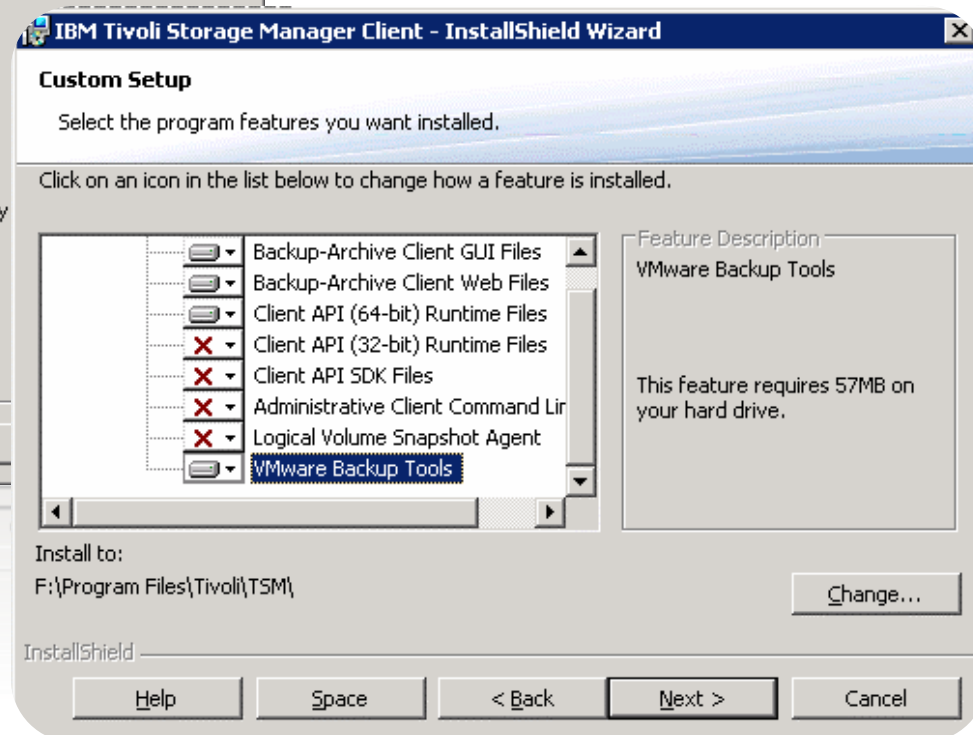 IBM Tivoli Storage Manager Client - InstallShield Wizard
Custom Setup
Select the program features you want installed.
Click on an icon in the list below to change how a feature is installed.
y
Backup-Archive Client GUI Files
Backup-Archive Client Web Files
Client API (64-bit) Runtime Files
Client API (32-bit) Runtime Files
Client API SDK Files
Administrative Client Command Lin
Logical Volume Snapshot Agent
VMware Backup Tools
Feature Description
VMware Backup Tools
This feature requires 57MB on
your hard drive.
Install to:
F:\Program Files\Tivoli\TSM\
Change...
InstallShield
Help
Space
< Back
Next >
Cancel